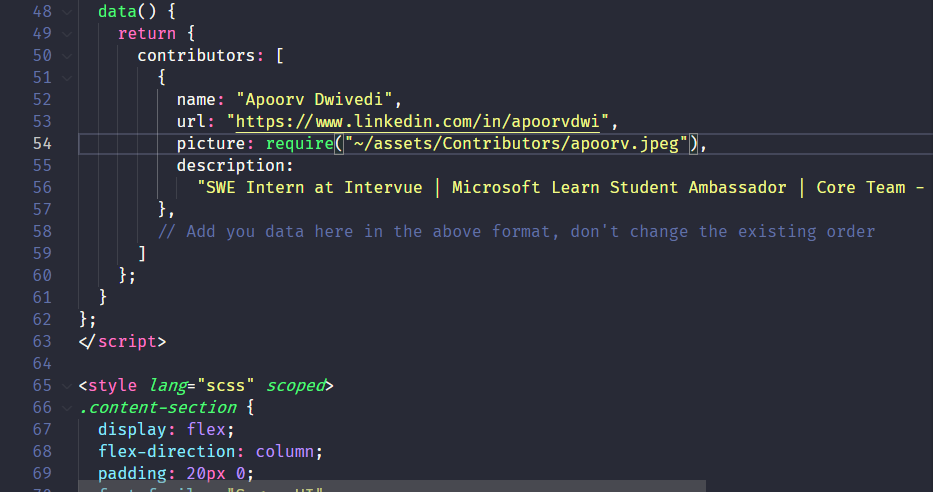 48 data() {
49 return {
50 contributors: [
51 {
52 name: "Apoorv Dwivedi",
53 url: "https://www.linkedin.com/in/apoorvdwi",
54 picture: require("~/assets/Contributors/apoorv.jpeg"),
55 description:
56 "SWE Intern at Intervue | Microsoft Learn Student Ambassador | Core Team -
57 },
58 // Add you data here in the above format, don't change the existing order
59 ]
60 };
61 }
62 };
63 </script>
64
65 <style lang="scss" scoped>
66 .content-section {
67 display: flex;
68 flex-direction: column;
69 padding: 20px 0;